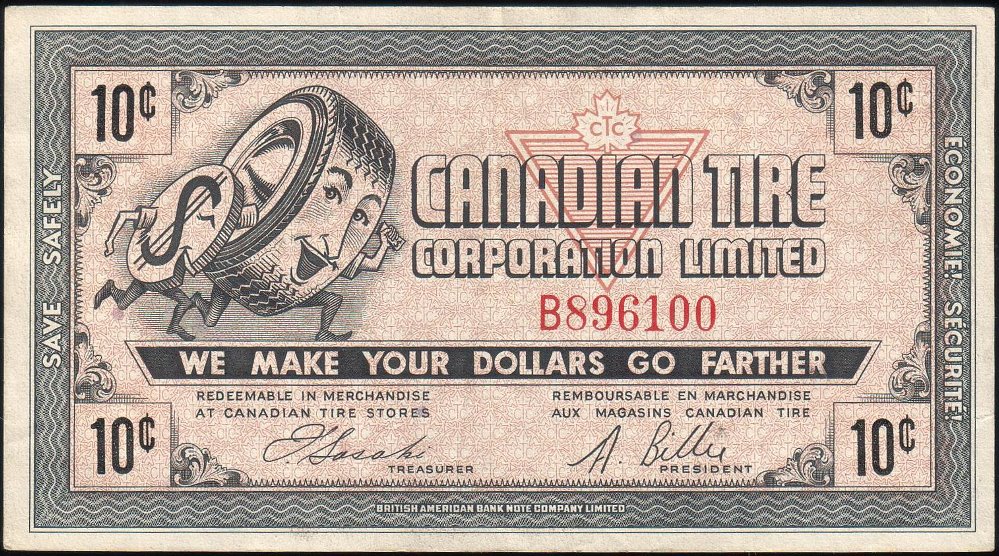 10¢
10¢
CTC
CANADIAN TIRE
CORPORATION LIMITED
B896100
SAVE SAFELY
ECONOMIE! SÉCURITÉ!
WE MAKE YOUR DOLLARS GO FARTHER
REDEEMABLE IN MERCHANDISE
AT CANADIAN TIRE STORES
REMBOURSABLE EN MARCHANDISE
AUX MAGASINS CANADIAN TIRE
10¢
10¢
A. Billie
TREASURER
PRESIDENT
BRITISH AMERICAN BANK NOTE COMPANY LIMITED